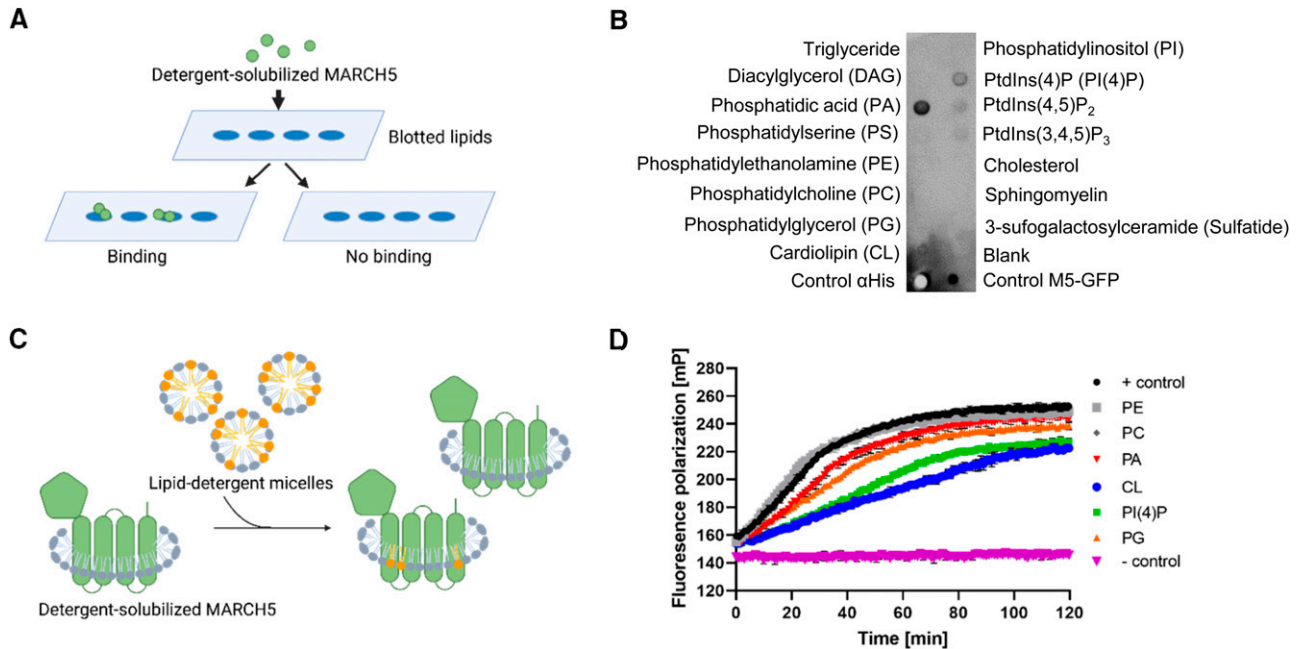 A
Detergent-solubilized MARCH5
Blotted lipids
Binding
No binding
B
Triglyceride
Diacylglycerol (DAG)
Phosphatidic acid (PA)
Phosphatidylserine (PS)
Phosphatidylethanolamine (PE)
Phosphatidylcholine (PC)
Phosphatidylglycerol (PG)
Cardiolipin (CL)
Control αHis
Phosphatidylinositol (PI)
PtdIns(4)P (PI(4)P)
PtdIns(4,5)P2
PtdIns(3,4,5)P3
Cholesterol
Sphingomyelin
3-sufogalactosylceramide (Sulfatide)
Blank
Control M5-GFP
C
Lipid-detergent micelles
Detergent-solubilized MARCH5
D
Fluoresence polarization [mP]
280
260
240
220
200
180
160
140
120
0
20
40
60
80
100
120
Time [min]
+ control
PE
PC
PA
CL
PI(4)P
PG
- control